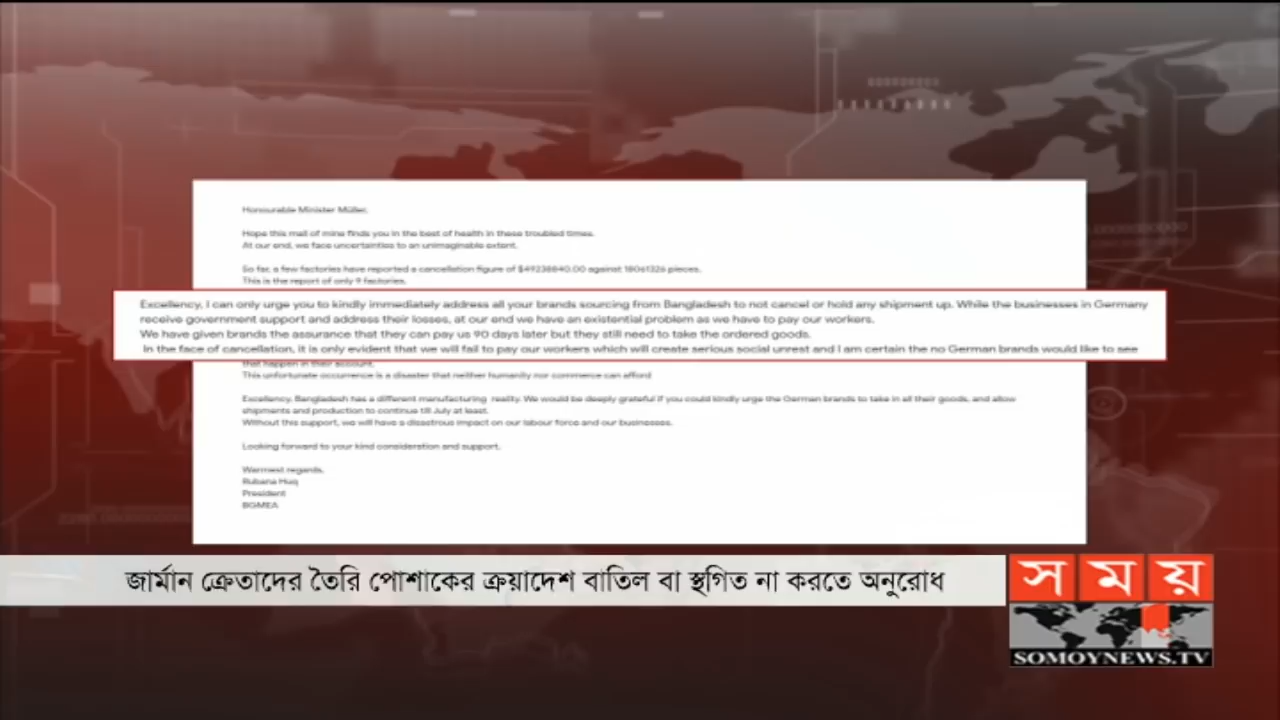 Honourable Minister Müller,
Hope this mail of mine finds you in the best of health in these troubled times.
At our end, we face uncertainties to an unimaginable extent.
So far, a few factories have reported a cancellation figure of $49238840.00 against 18061326 pieces.
This is the report of only 9 factories.
Excellency, I can only urge you to kindly immediately address all your brands sourcing from Bangladesh to not cancel or hold any shipment up. While the businesses in Germany
receive government support and address their losses, at our end we have an existential problem as we have to pay our workers.
We have given brands the assurance that they can pay us 90 days later but they still need to take the ordered goods.
In the face of cancellation, it is only evident that we will fail to pay our workers which will create serious social unrest and I am certain the no German brands would like to see
that happen in their account.
This unfortunate occurrence is a disaster that neither humanity nor commerce can afford
Excellency, Bangladesh has a different manufacturing reality. We would be deeply grateful if you could kindly urge the German brands to take in all their goods, and allow
shipments and production to continue till July at least.
Without this support, we will have a disastrous impact on our labour force and our businesses.
Looking forward to your kind consideration and support.
Warmest regards,
Rubana Huq
President
BGMEA
জার্মান ক্রেতাদের তৈরি পোশাকের ক্রয়াদেশ বাতিল বা স্থগিত না করতে অনুরোধ
সময়
SOMOYNEWS.TV